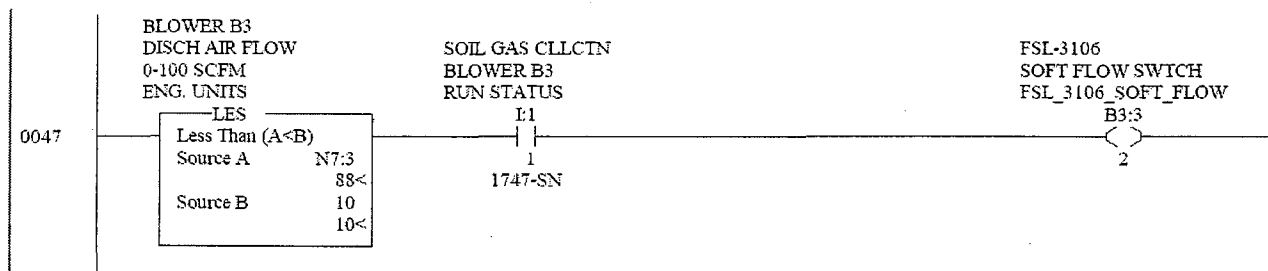 BLOWER B3
DISCH AIR FLOW
0-100 SCFM
ENG. UNITS
LES
Less Than (A<B)
Source A N7:3
88<
Source B 10
10<
0047
SOIL GAS CLLCTN
BLOWER B3
RUN STATUS
I:1
1
1747-SN
FSL-3106
SOFT FLOW SWTCH
FSL_3106_SOFT_FLOW
B3:3
2